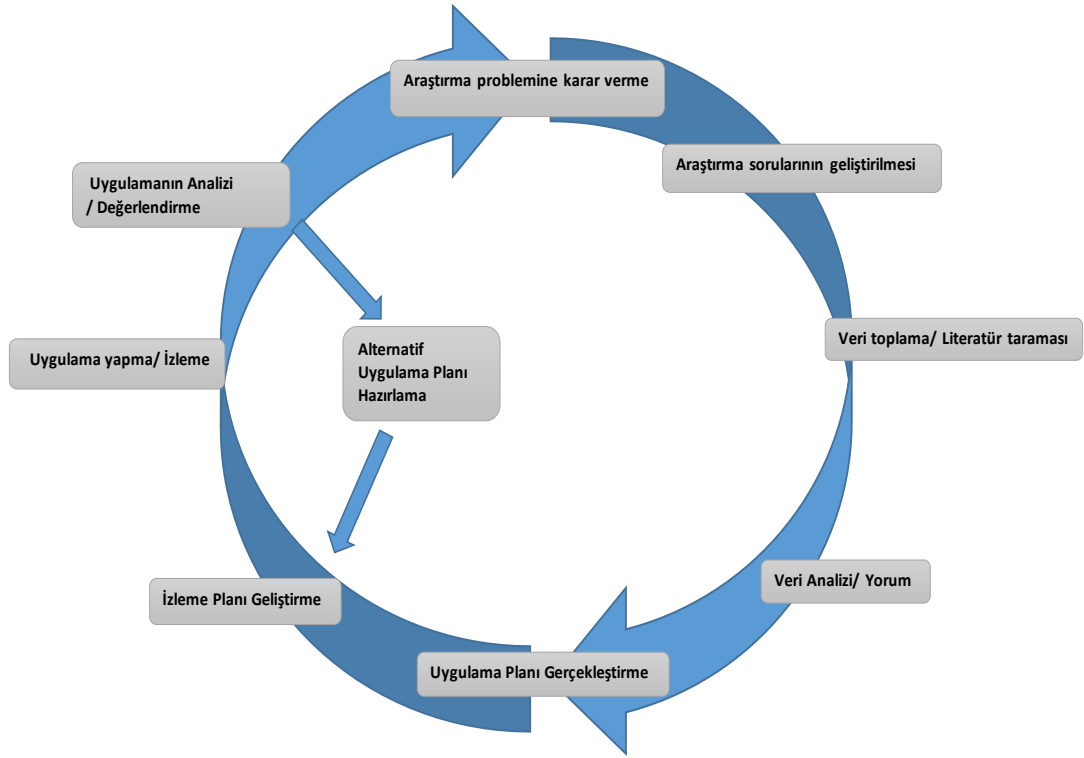 Araştırma problemine karar verme
Araştırma sorularının geliştirilmesi
Veri toplama/ Literatür taraması
Veri Analizi/ Yorum
Uygulama Planı Gerçekleştirme
İzleme Planı Geliştirme
Uygulama yapma/ İzleme
Uygulamanın Analizi
/ Değerlendirme
Alternatif
Uygulama Planı
Hazırlama